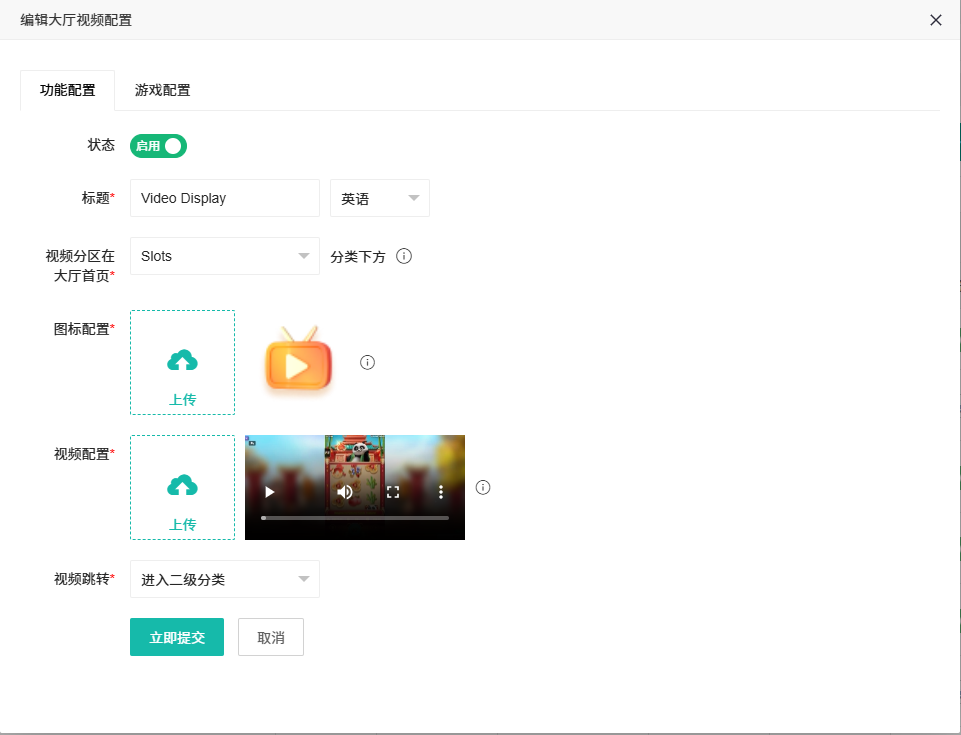 编辑大厅视频配置
功能配置
游戏配置
状态
启用
标题*
Video Display
英语
视频分区在
大厅首页*
Slots
分类下方
图标配置*
上传
视频配置*
上传
视频跳转*
进入二级分类
立即提交
取消